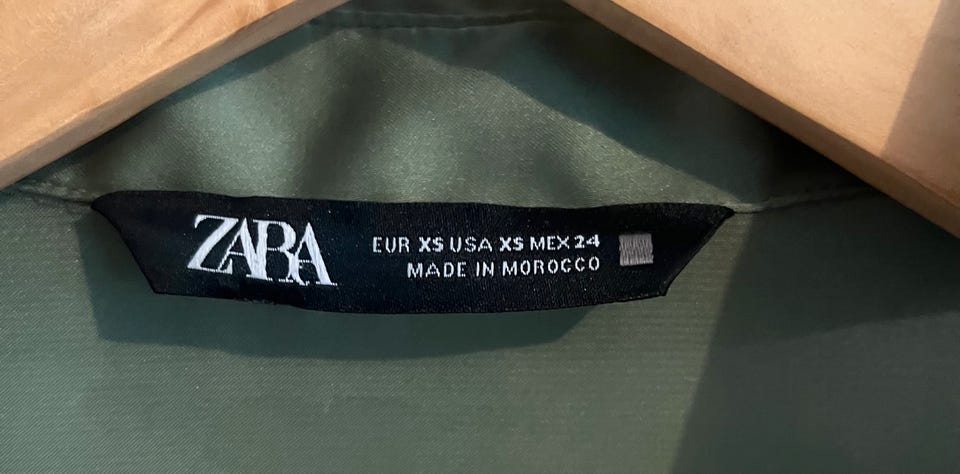 ZARA
EUR XS USA XS MEX 24
MADE IN MOROCCO